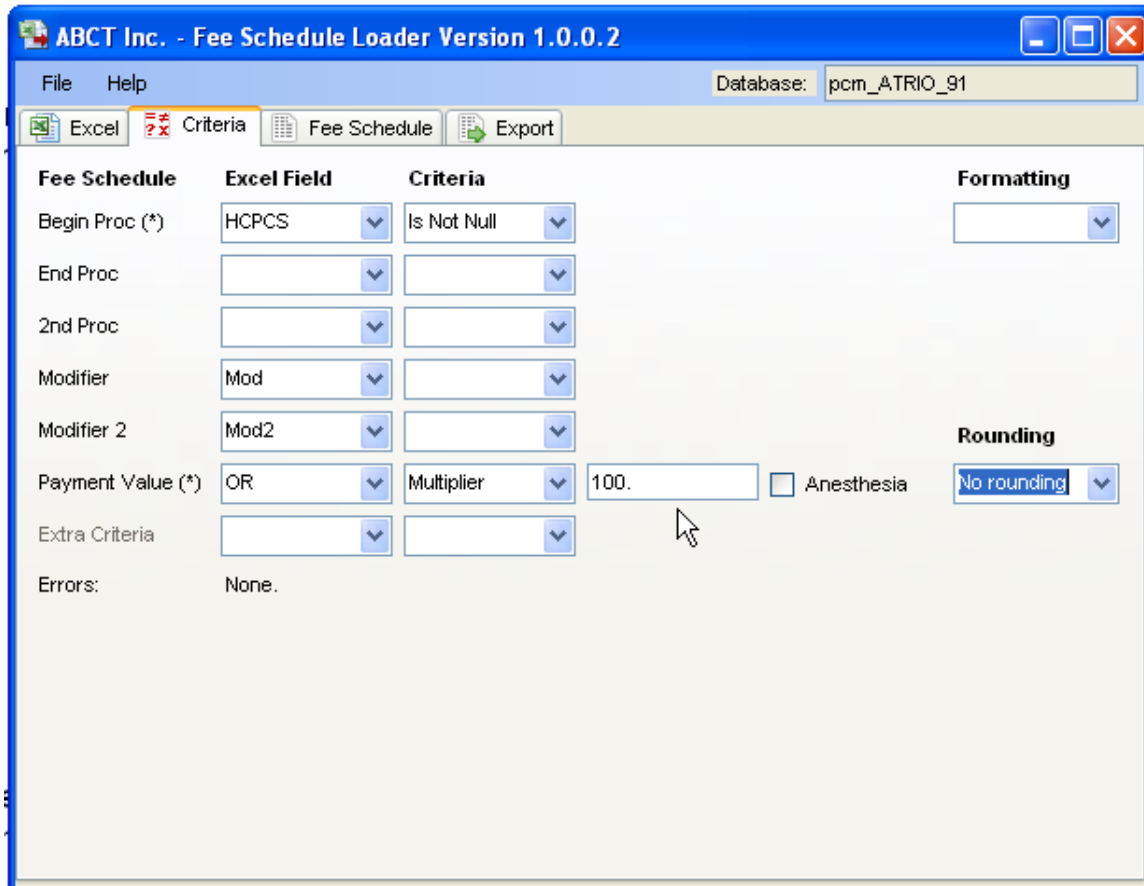 ABCT Inc. - Fee Schedule Loader Version 1.0.0.2
File Help Database: pcm_ATRIO_91
Excel Criteria Fee Schedule Export
Fee Schedule Excel Field Criteria Formatting
Begin Proc (*) HCPCS Is Not Null
End Proc
2nd Proc
Modifier Mod
Modifier 2 Mod2
Rounding
Payment Value (*) OR Multiplier 100. Anesthesia No rounding
Extra Criteria
Errors: None.